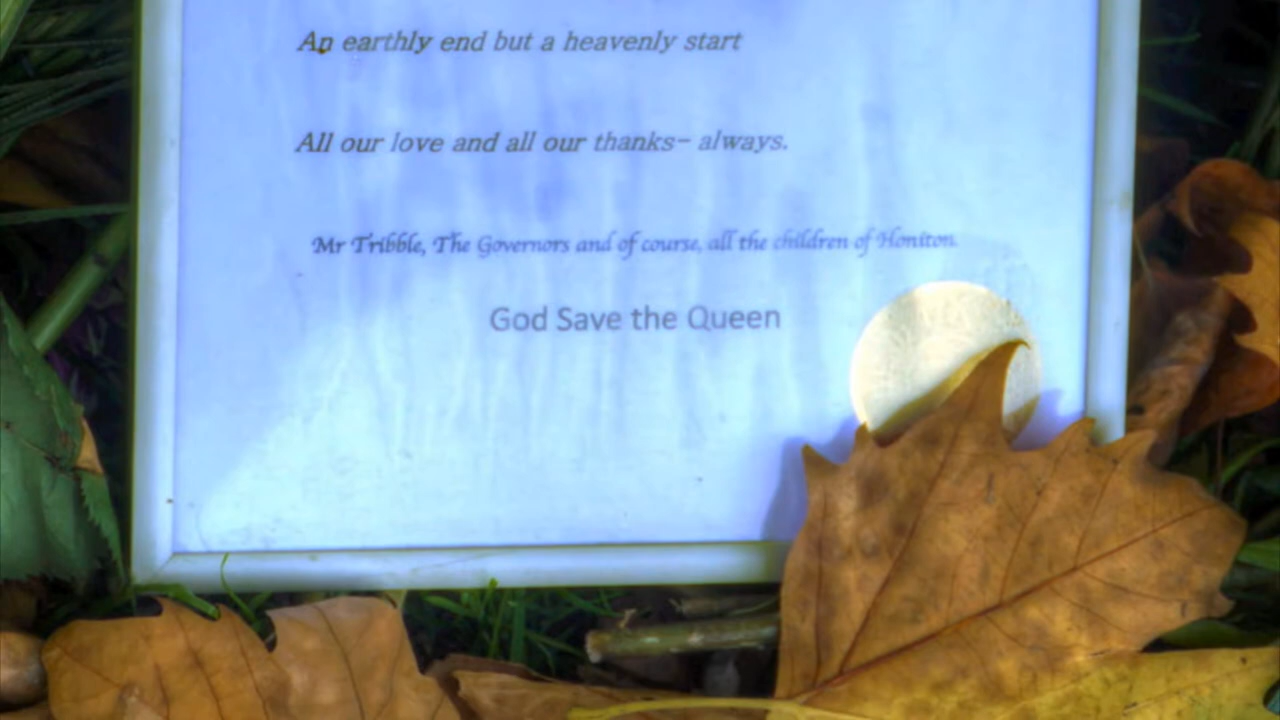 An earthly end but a heavenly start
All our love and all our thanks– always.
Mr Tribble, The Governors and of course, all the children of Honiton.
God Save the Queen